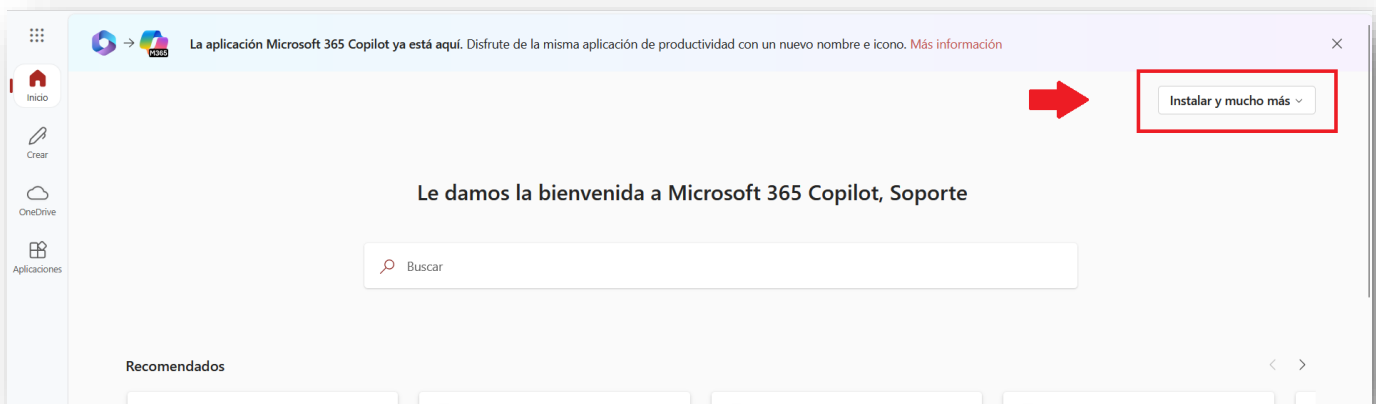 La aplicación Microsoft 365 Copilot ya está aquí. Disfrute de la misma aplicación de productividad con un nuevo nombre e icono. Más información
M365
Inicio
Instalar y mucho más
Crear
Le damos la bienvenida a Microsoft 365 Copilot, Soporte
OneDrive
Buscar
Aplicaciones
Recomendados